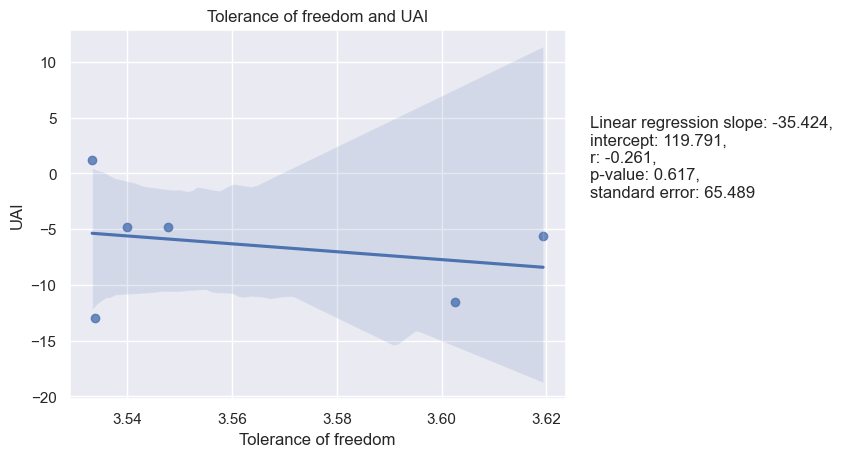 Tolerance of freedom and UAI
10
5
0
−5
−10
−15
−20
UAI
3.54
3.56
3.58
3.60
3.62
Tolerance of freedom
Linear regression slope: -35.424,
intercept: 119.791,
r: -0.261,
p-value: 0.617,
standard error: 65.489